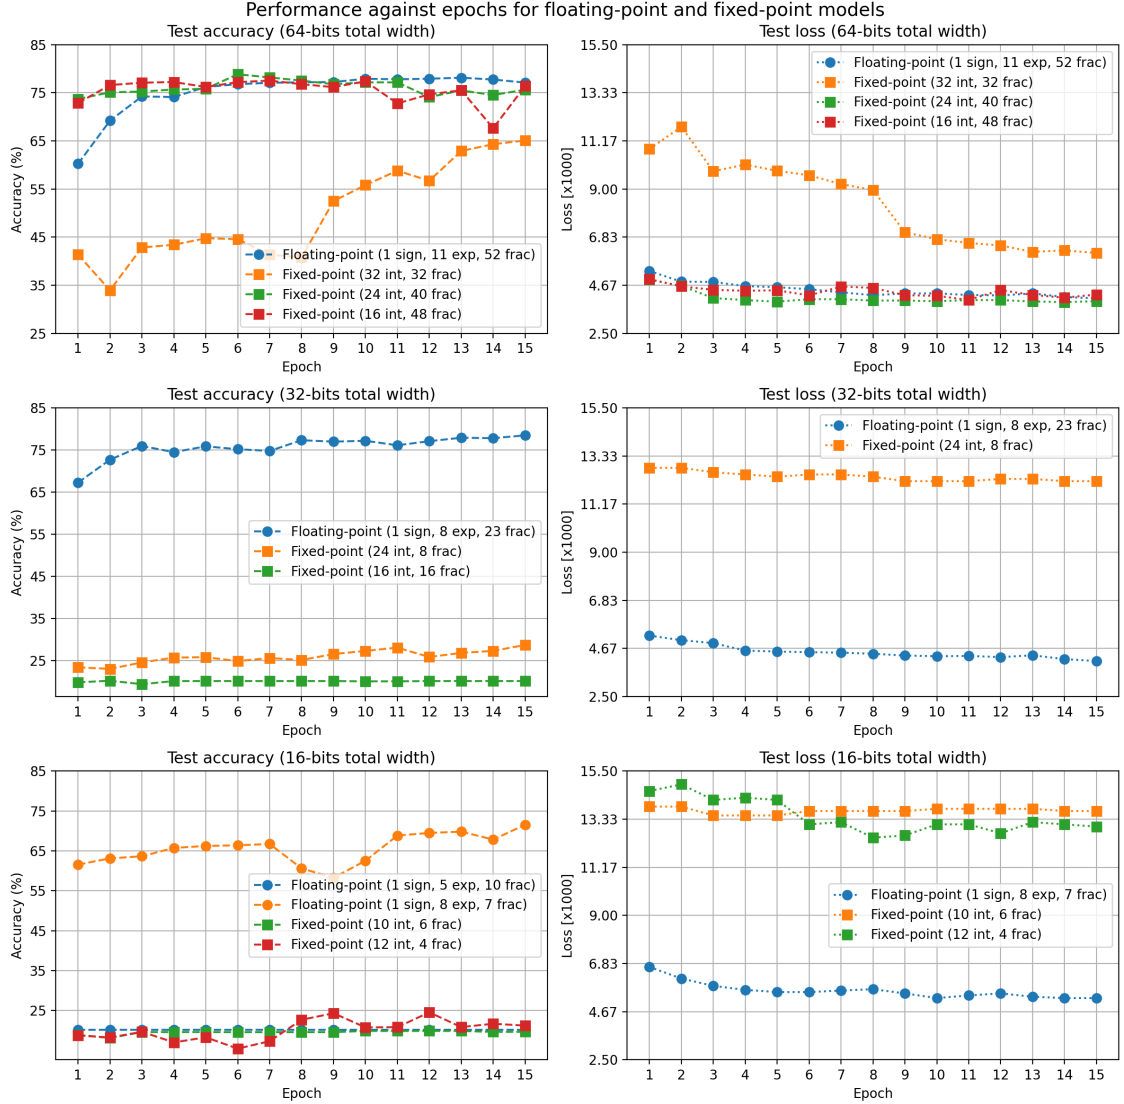 Performance against epochs for floating-point and fixed-point models
Test accuracy (64-bits total width)
85
75
65
55
45
35
25
Accuracy (%)
Floating-point (1 sign, 11 exp, 52 frac)
Fixed-point (32 int, 32 frac)
Fixed-point (24 int, 40 frac)
Fixed-point (16 int, 48 frac)
1 2 3 4 5 6 7 8 9 10 11 12 13 14 15
Epoch
Test loss (64-bits total width)
15.50
13.33
11.17
9.00
6.83
4.67
2.50
Loss [x1000]
Floating-point (1 sign, 11 exp, 52 frac)
Fixed-point (32 int, 32 frac)
Fixed-point (24 int, 40 frac)
Fixed-point (16 int, 48 frac)
1 2 3 4 5 6 7 8 9 10 11 12 13 14 15
Epoch
Test accuracy (32-bits total width)
85
75
65
55
45
35
25
Accuracy (%)
Floating-point (1 sign, 8 exp, 23 frac)
Fixed-point (24 int, 8 frac)
Fixed-point (16 int, 16 frac)
1 2 3 4 5 6 7 8 9 10 11 12 13 14 15
Epoch
Test loss (32-bits total width)
15.50
13.33
11.17
9.00
6.83
4.67
2.50
Loss [x1000]
Floating-point (1 sign, 8 exp, 23 frac)
Fixed-point (24 int, 8 frac)
1 2 3 4 5 6 7 8 9 10 11 12 13 14 15
Epoch
Test accuracy (16-bits total width)
85
75
65
55
45
35
25
Accuracy (%)
Floating-point (1 sign, 5 exp, 10 frac)
Floating-point (1 sign, 8 exp, 7 frac)
Fixed-point (10 int, 6 frac)
Fixed-point (12 int, 4 frac)
1 2 3 4 5 6 7 8 9 10 11 12 13 14 15
Epoch
Test loss (16-bits total width)
15.50
13.33
11.17
9.00
6.83
4.67
2.50
Loss [x1000]
Floating-point (1 sign, 8 exp, 7 frac)
Fixed-point (10 int, 6 frac)
Fixed-point (12 int, 4 frac)
1 2 3 4 5 6 7 8 9 10 11 12 13 14 15
Epoch